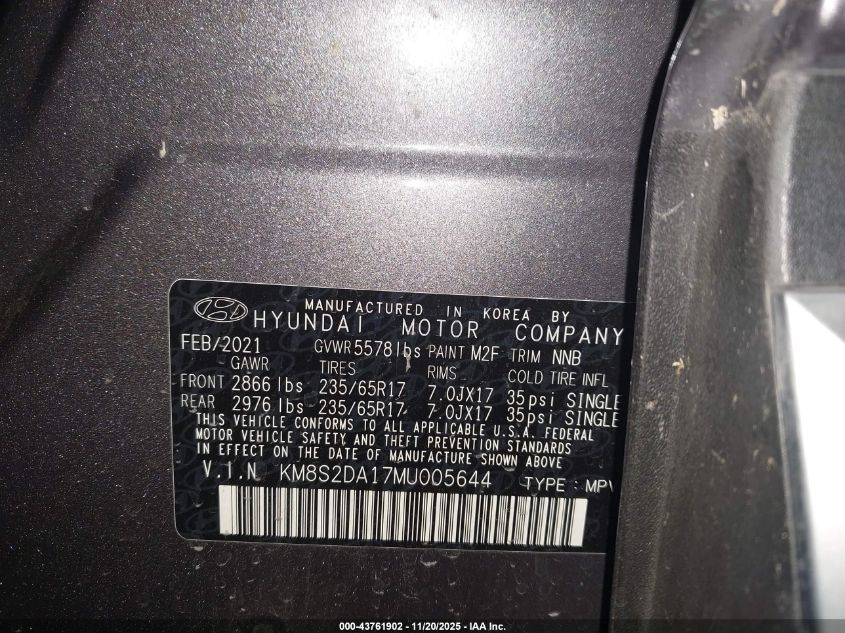 MANUFACTURED IN KOREA BY
HYUNDAI MOTOR COMPANY
FEB/2021 GVWR 5578 lbs PAINT M2F TRIM NNB
GAWR TIRES RIMS COLD TIRE INFL
FRONT 2866 lbs 235/65R17 7.0JX17 35psi SINGLE
REAR 2976 lbs 235/65R17 7.0JX17 35psi SINGLE
THIS VEHICLE CONFORMS TO ALL APPLICABLE U.S.A. FEDERAL
MOTOR VEHICLE SAFETY AND THEFT PREVENTION STANDARDS
IN EFFECT ON THE DATE OF MANUFACTURE SHOWN ABOVE
V.I.N KM8S2DA17MU005644 TYPE : MPV
000-43761902 - 11/20/2025 - IAA Inc.